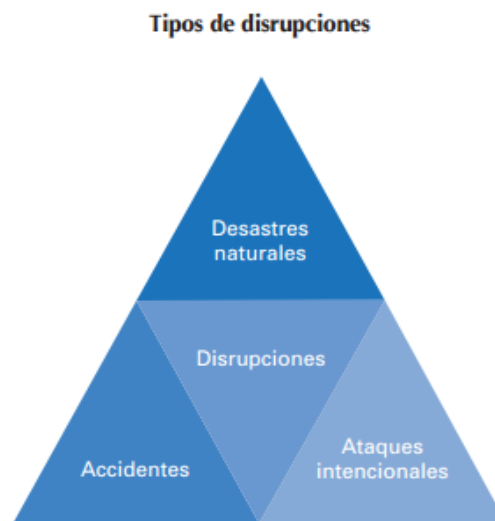 Tipos de disrupciones
Desastres
naturales
Disrupciones
Accidentes
Ataques
intencionales